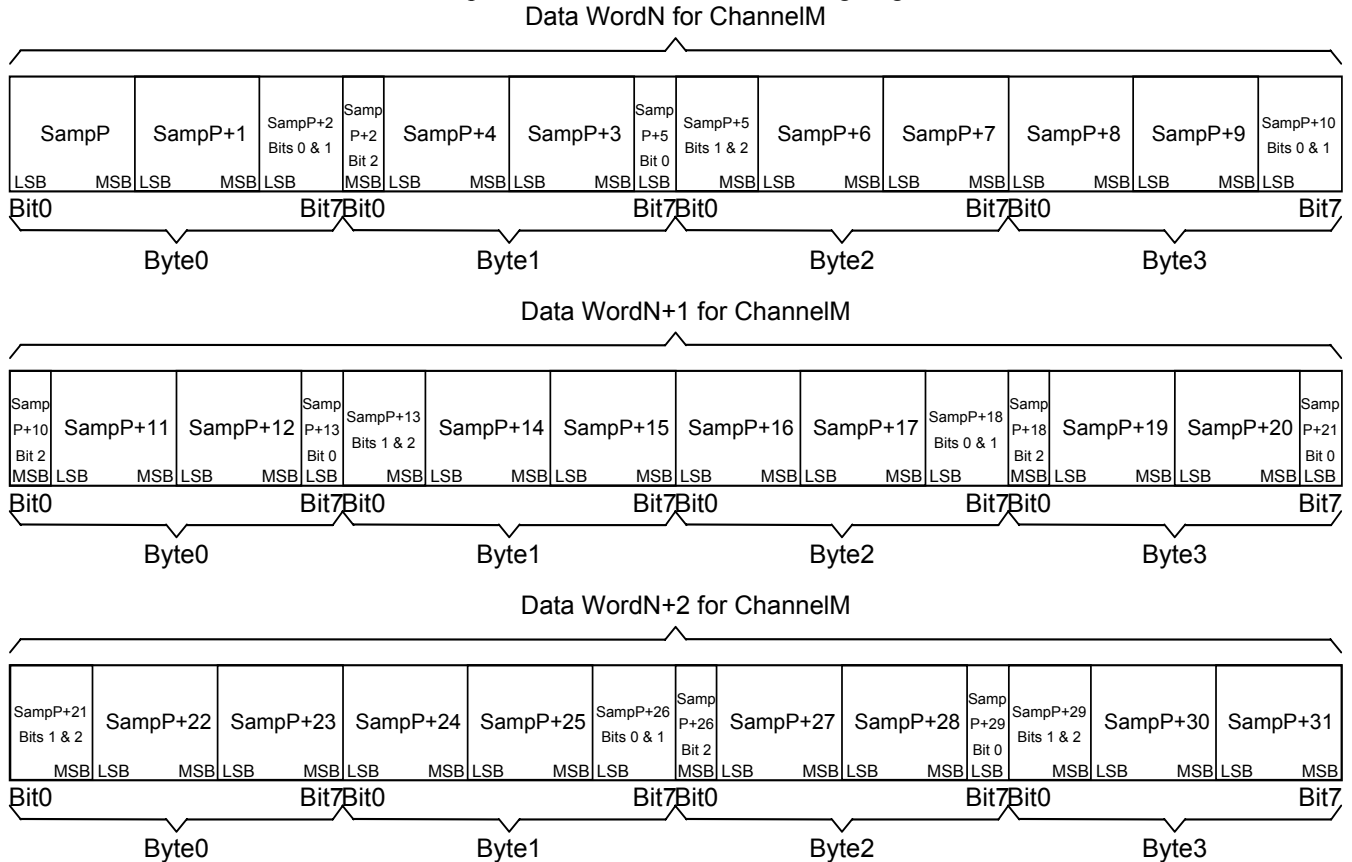 Data WordN for ChannelM
SampP SampP+1 SampP+2 Bits 0 & 1 Samp P+2 Bit 2 SampP+4 SampP+3 Samp P+5 Bit 0 SampP+5 Bits 1 & 2 SampP+6 SampP+7 SampP+8 SampP+9 SampP+10 Bits 0 & 1
LSB MSB LSB MSB LSB MSB LSB MSB LSB MSB LSB MSB LSB MSB LSB MSB LSB MSB LSB MSB LSB
Bit0 Bit7 Bit0 Bit7 Bit0 Bit7 Bit0 Bit7
Byte0 Byte1 Byte2 Byte3
Data WordN+1 for ChannelM
Samp P+10 Bit 2 SampP+11 SampP+12 Samp P+13 Bit 0 SampP+13 Bits 1 & 2 SampP+14 SampP+15 SampP+16 SampP+17 SampP+18 Bits 0 & 1 Samp P+18 Bit 2 SampP+19 SampP+20 Samp P+21 Bit 0
MSB LSB MSB LSB MSB LSB MSB LSB MSB LSB MSB LSB MSB LSB MSB LSB MSB LSB MSB LSB MSB LSB
Bit0 Bit7 Bit0 Bit7 Bit0 Bit7 Bit0 Bit7
Byte0 Byte1 Byte2 Byte3
Data WordN+2 for ChannelM
SampP+21 Bits 1 & 2 SampP+22 SampP+23 SampP+24 SampP+25 SampP+26 Bits 0 & 1 Samp P+26 Bit 2 SampP+27 SampP+28 Samp P+29 Bit 0 SampP+29 Bits 1 & 2 SampP+30 SampP+31
MSB LSB MSB LSB MSB LSB MSB LSB MSB LSB MSB LSB MSB LSB MSB LSB MSB LSB MSB LSB MSB
Bit0 Bit7 Bit0 Bit7 Bit0 Bit7 Bit0 Bit7
Byte0 Byte1 Byte2 Byte3